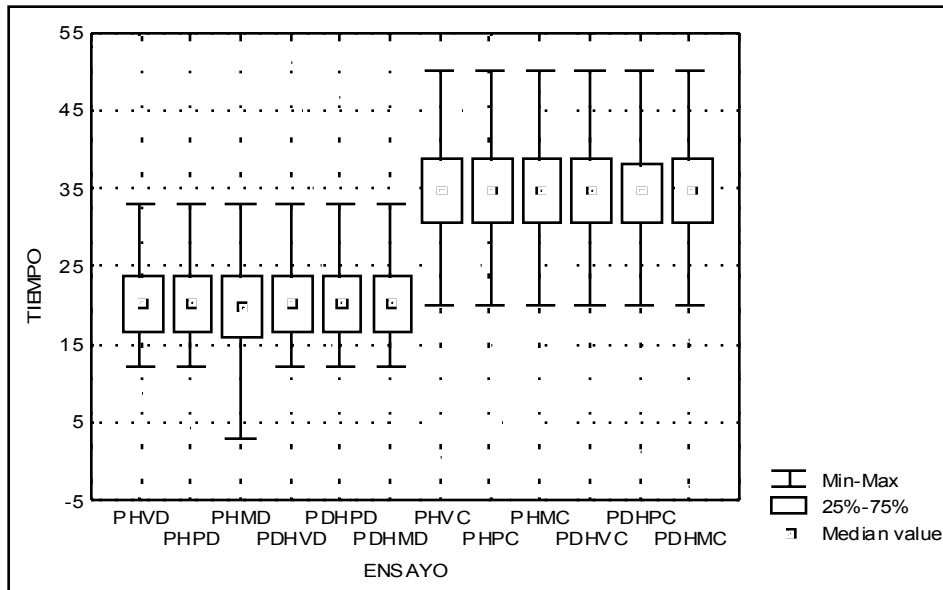 55
45
35
25
15
5
-5
TIEMPO
PHVD PHMD PDHPD PHVC PHMC PDHPC
PHPD PDHVD PDHMD PHPC PDHVC PDHMC
ENSAYO
Min-Max
25%-75%
Median value